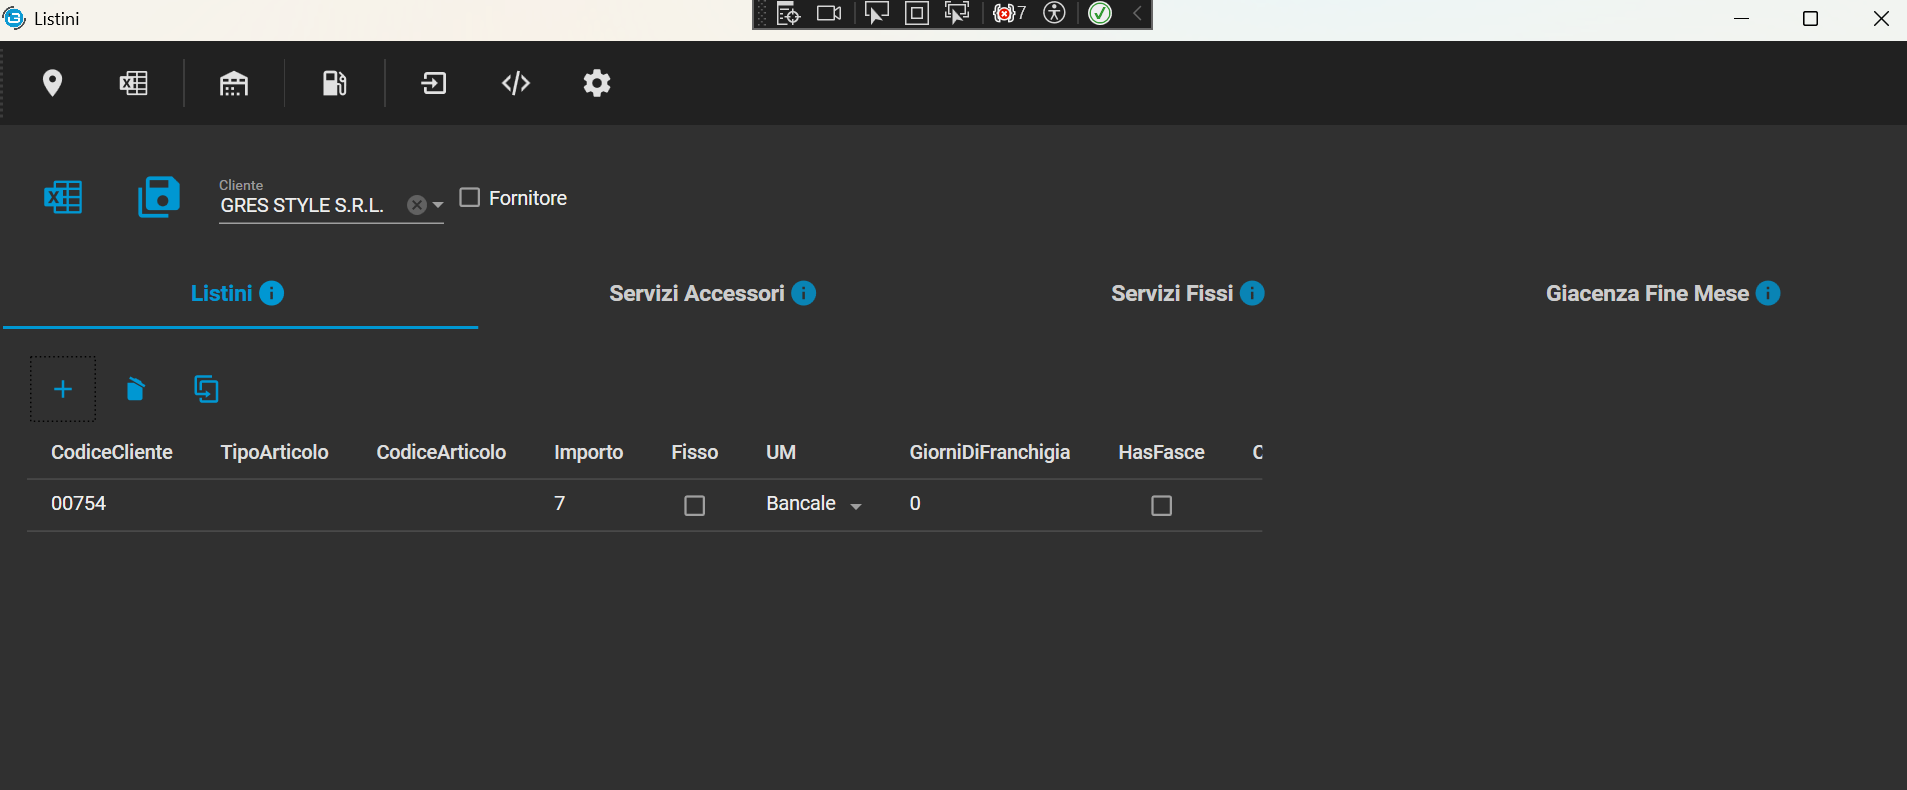 Listini
7
Cliente
GRES STYLE S.R.L.
Fornitore
Listini
Servizi Accessori
Servizi Fissi
Giacenza Fine Mese
CodiceCliente TipoArticolo CodiceArticolo Importo Fisso UM GiorniDiFranchigia HasFasce
00754 7 Bancale 0